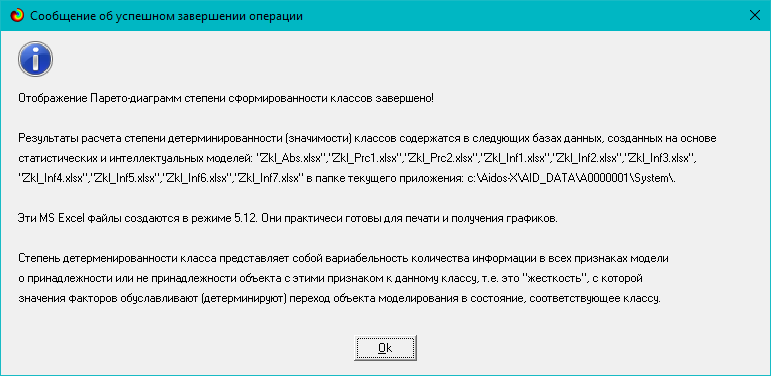 Сообщение об успешном завершении операции
Отображение Парето-диаграмм степени сформированности классов завершено!
Результаты расчета степени детерминированности (значимости) классов содержатся в следующих базах данных, созданных на основе
статистических и интеллектуальных моделей: "Zkl_Abs.xlsx","Zkl_Prc1.xlsx","Zkl_Prc2.xlsx","Zkl_Inf1.xlsx","Zkl_Inf2.xlsx","Zkl_Inf3.xlsx",
"Zkl_Inf4.xlsx","Zkl_Inf5.xlsx","Zkl_Inf6.xlsx","Zkl_Inf7.xlsx" в папке текущего приложения: c:\Aidos-X\AID_DATA\A0000001\System\.
Эти MS Excel файлы создаются в режиме 5.12. Они практичеси готовы для печати и получения графиков.
Степень детерменированности класса представляет собой вариабельность количества информации в всех признаках модели
о принадлежности или не принадлежности объекта с этими признаком к данному классу, т.е. это "жесткость", с которой
значения факторов обуславливают (детерминируют) переход объекта моделирования в состояние, соответствующее классу.
Ok